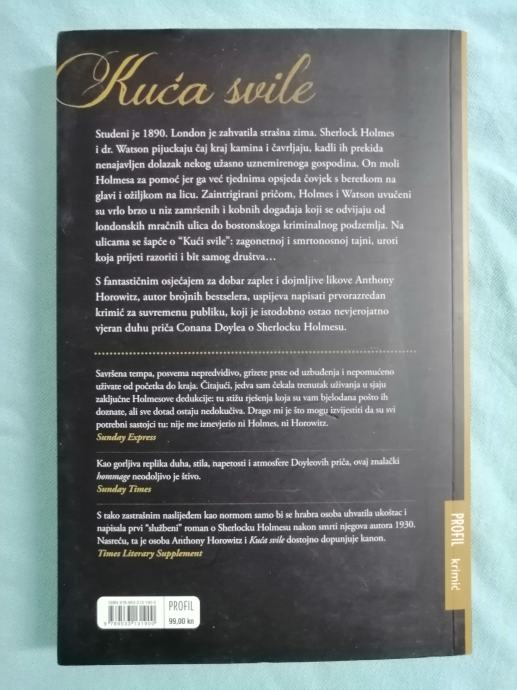 Kuća svile
Studeni je 1890. London je zahvatila strašna zima. Sherlock Holmes
i dr. Watson pijuckaju čaj kraj kamina i čavrljaju, kadli ih prekida
nenajavljen dolazak nekog užasno uznemirenoga gospodina. On moli
Holmesa za pomoć jer ga već tjednima opsjeda čovjek s beretkom na
glavi i ožiljkom na licu. Zaintrigirani pričom, Holmes i Watson uvučeni
su vrlo brzo u niz zamršenih i kobnih događaja koji se odvijaju od
londonskih mračnih ulica do bostonskoga kriminalnog podzemlja. Na
ulicama se šapće o "Kući svile": zagonetnoj i smrtonosnoj tajni, uroti
koja prijeti razoriti i bit samog društva…
S fantastičnim osjećajem za dobar zaplet i dojmljive likove Anthony
Horowitz, autor brojnih bestselera, uspijeva napisati prvorazredan
krimić za suvremenu publiku, koji je istodobno ostao nevjerojatno
vjeran duhu priča Conana Doylea o Sherlocku Holmesu.
Savršena tempa, posvema nepredvidivo, grizete prste od uzbuđenja i nepomućeno
uživate od početka do kraja. Čitajući, jedva sam čekala trenutak uživanja u sjaju
zaključne Holmesove dedukcije: tu stižu rješenja koja su vam bjelodana pošto ih
doznate, ali sve dotad ostaju nedokučiva. Drago mi je što mogu izvijestiti da su svi
potrebni sastojci tu: nije me iznevjerio ni Holmes, ni Horowitz.
Sunday Express
Kao gorljiva replika duha, stila, napetosti i atmosfere Doyleovih priča, ovaj znalački
hommage neodoljivo je štivo.
Sunday Times
S tako zastrašnim naslijeđem kao normom samo bi se hrabra osoba uhvatila ukoštac i
napisala prvi "službeni" roman o Sherlocku Holmesu nakon smrti njegova autora 1930.
Nasreću, ta je osoba Anthony Horowitz i Kuća svile dostojno dopunjuje kanon.
Times Literary Supplement
PROFIL krimić
PROFIL
99,00 kn